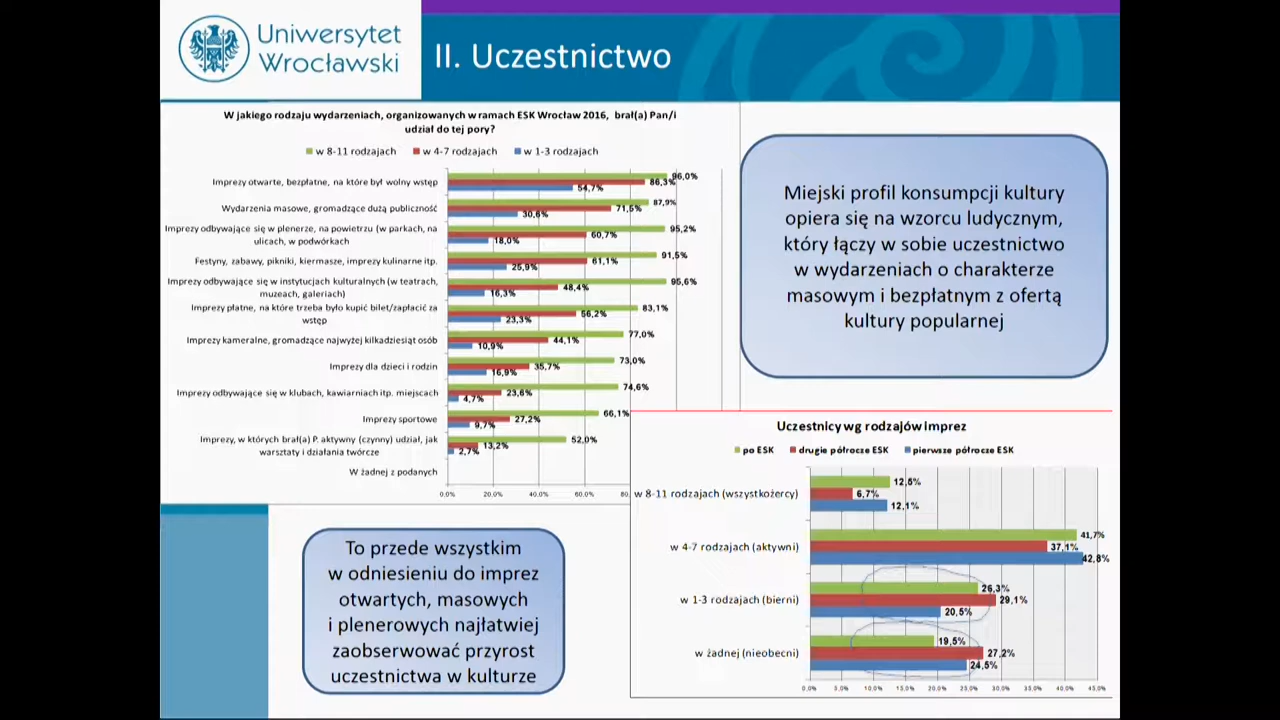 Uniwersytet
Wrocławski
II. Uczestnictwo
W jakiego rodzaju wydarzeniach, organizowanych w ramach ESK Wrocław 2016, brał(a) Pan/i
udział do tej pory?
w 8-11 rodzajach
w 4-7 rodzajach
w 1-3 rodzajach
Imprezy otwarte, bezpłatne, na które był wolny wstęp
96,0%
86,3%
54,7%
Wydarzenia masowe, gromadzące dużą publiczność
87,9%
71,5%
30,6%
Imprezy odbywające się w plenerze, na powietrzu (w parkach, na
ulicach, w podwórkach
95,2%
60,7%
18,0%
Festyny, zabawy, pikniki, kiermasze, imprezy kulinarne itp.
91,5%
61,1%
25,9%
Imprezy odbywające się w instytucjach kulturalnych (w teatrach,
muzeach, galeriach)
95,6%
48,4%
16,3%
Imprezy płatne, na które trzeba było kupić bilet/zapłacić za
wstęp
83,1%
56,2%
23,3%
Imprezy kameralne, gromadzące najwyżej kilkadziesiąt osób
77,0%
44,1%
10,9%
Imprezy dla dzieci i rodzin
73,0%
35,7%
16,9%
Imprezy odbywające się w klubach, kawiarniach itp. miejscach
74,6%
23,6%
4,7%
Imprezy sportowe
66,1%
27,2%
9,7%
Imprezy, w których brał(a) P. aktywny (czynny) udział, jak
warsztaty i działania twórcze
52,0%
13,2%
2,7%
W żadnej z podanych
0,0% 20,0% 40,0% 60,0% 80,
Miejski profil konsumpcji kultury
opiera się na wzorcu ludycznym,
który łączy w sobie uczestnictwo
w wydarzeniach o charakterze
masowym i bezpłatnym z ofertą
kultury popularnej
Uczestnicy wg rodzajów imprez
po ESK
drugie półrocze ESK
pierwsze półrocze ESK
w 8-11 rodzajach (wszystkożercy)
12,5%
6,7%
12,1%
w 4-7 rodzajach (aktywni)
41,7%
37,1%
42,8%
w 1-3 rodzajach (bierni)
26,3%
29,1%
20,5%
w żadnej (nieobecni)
19,5%
27,2%
24,5%
0,0% 5,0% 10,0% 15,0% 20,0% 25,0% 30,0% 35,0% 40,0% 45,0%
To przede wszystkim
w odniesieniu do imprez
otwartych, masowych
i plenerowych najłatwiej
zaobserwować przyrost
uczestnictwa w kulturze